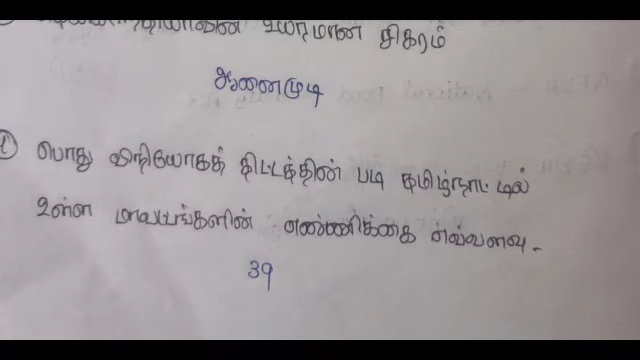 உயரமான சிகரம்
ஆனைமுடி
பொது விநியோகத் திட்டத்தின் படி தமிழ்நாட்டில்
உள்ள மாவட்டங்களின் எண்ணிக்கை எவ்வளவு.
39